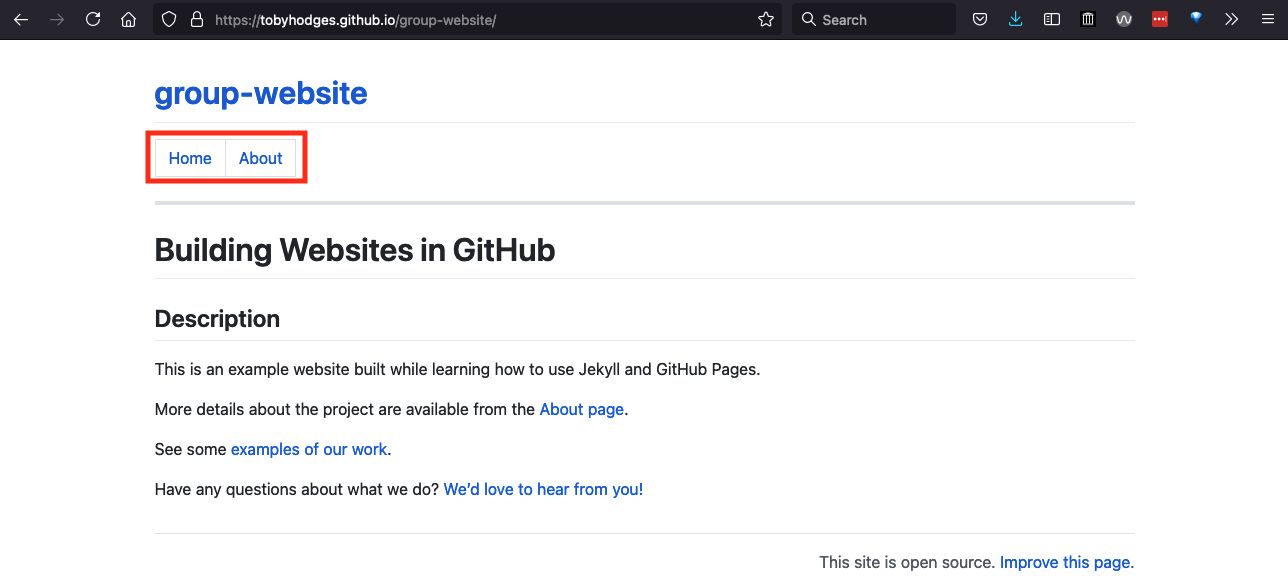 https://tobyhodges.github.io/group-website/
Search
group-website
Home About
Building Websites in GitHub
Description
This is an example website built while learning how to use Jekyll and GitHub Pages.
More details about the project are available from the About page.
See some examples of our work.
Have any questions about what we do? We’d love to hear from you!
This site is open source. Improve this page.